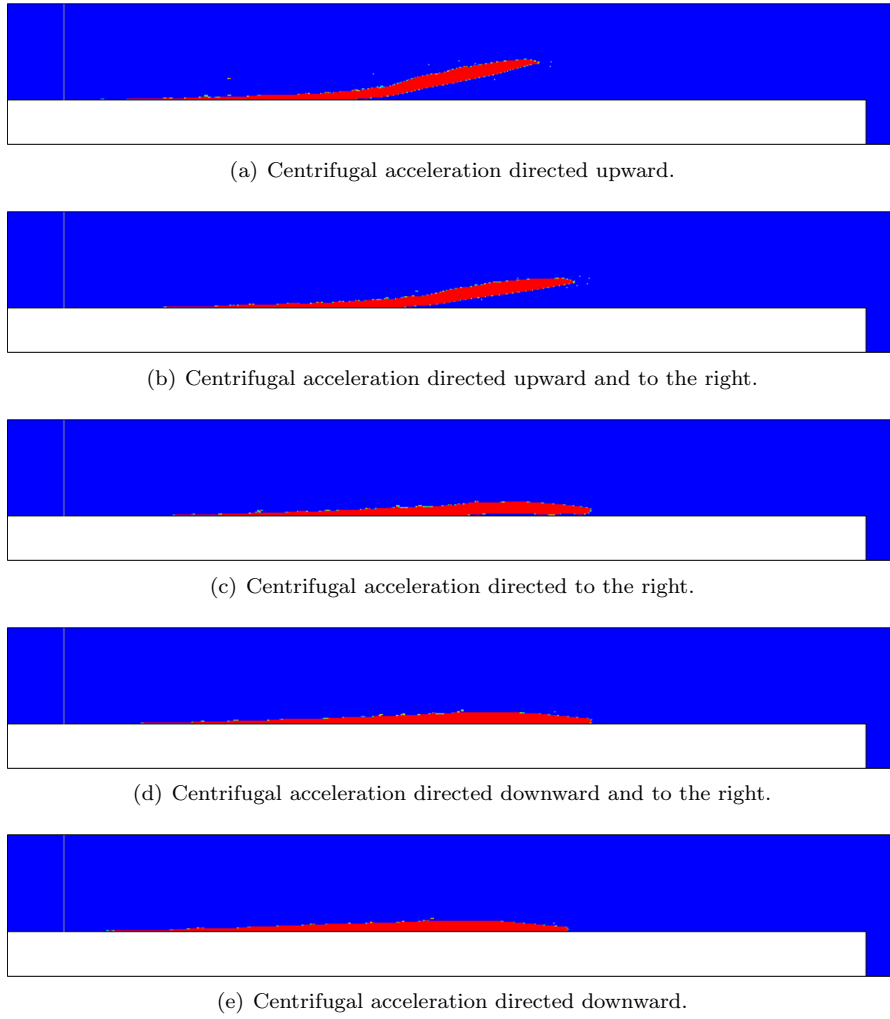 (a) Centrifugal acceleration directed upward.
(b) Centrifugal acceleration directed upward and to the right.
(c) Centrifugal acceleration directed to the right.
(d) Centrifugal acceleration directed downward and to the right.
(e) Centrifugal acceleration directed downward.